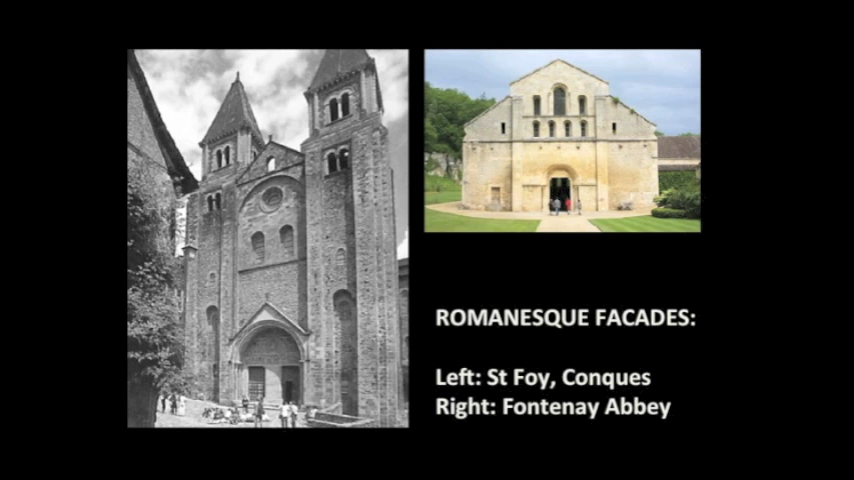 ROMANESQUE FACADES:
Left: St Foy, Conques
Right: Fontenay Abbey